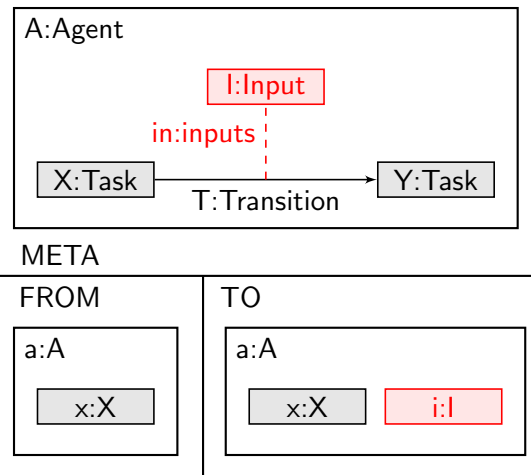 A:Agent
I:Input
in:inputs
X:Task
Y:Task
T:Transition
META
FROM
TO
a:A
a:A
x:X
x:X
i:I